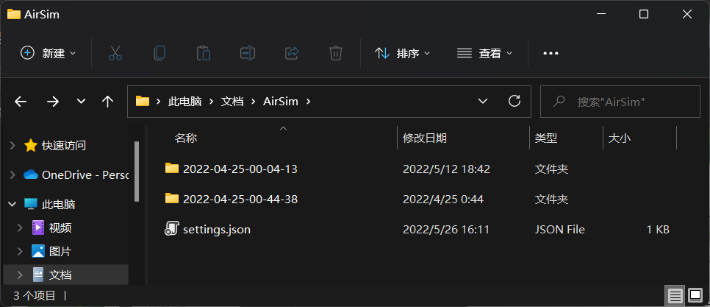 AirSim
新建 排序 查看
此电脑 文档 AirSim 搜索"AirSim"
名称 修改日期 类型 大小
快速访问
2022-04-25-00-04-13 2022/5/12 18:42 文件夹
OneDrive - Perso
2022-04-25-00-44-38 2022/4/25 0:44 文件夹
此电脑
settings.json 2022/5/26 16:11 JSON File 1 KB
视频
图片
文档
3 个项目